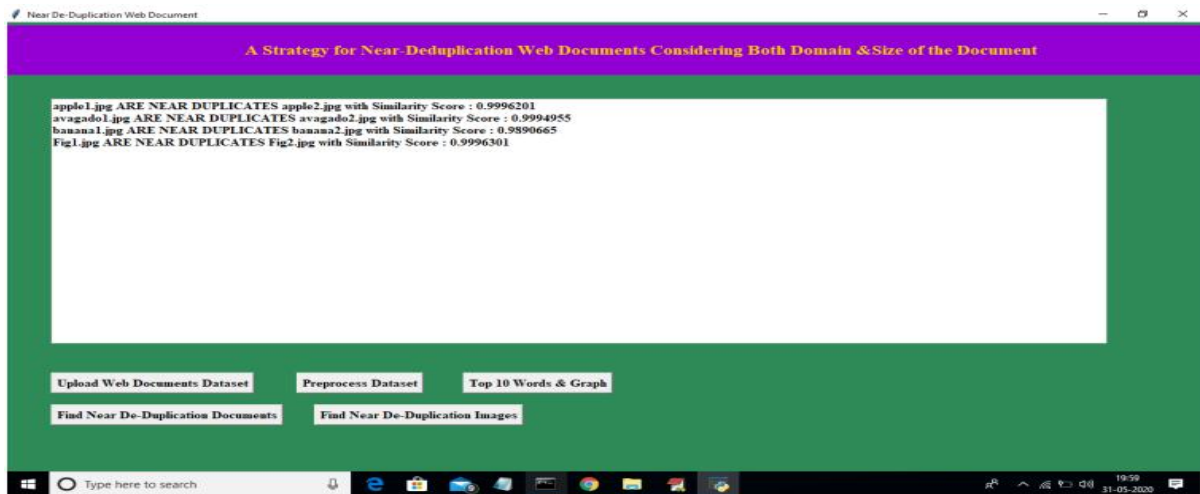 Near De-Duplication Web Document
A Strategy for Near-Deduplication Web Documents Considering Both Domain &Size of the Document
apple1.jpg ARE NEAR DUPLICATES apple2.jpg with Similarity Score : 0.9996201
avagado1.jpg ARE NEAR DUPLICATES avagado2.jpg with Similarity Score : 0.9994955
banana1.jpg ARE NEAR DUPLICATES banana2.jpg with Similarity Score : 0.9890665
Fig1.jpg ARE NEAR DUPLICATES Fig2.jpg with Similarity Score : 0.9996301
Upload Web Documents Dataset Preprocess Dataset Top 10 Words & Graph
Find Near De-Duplication Documents Find Near De-Duplication Images
Type here to search
19:59
31-05-2020